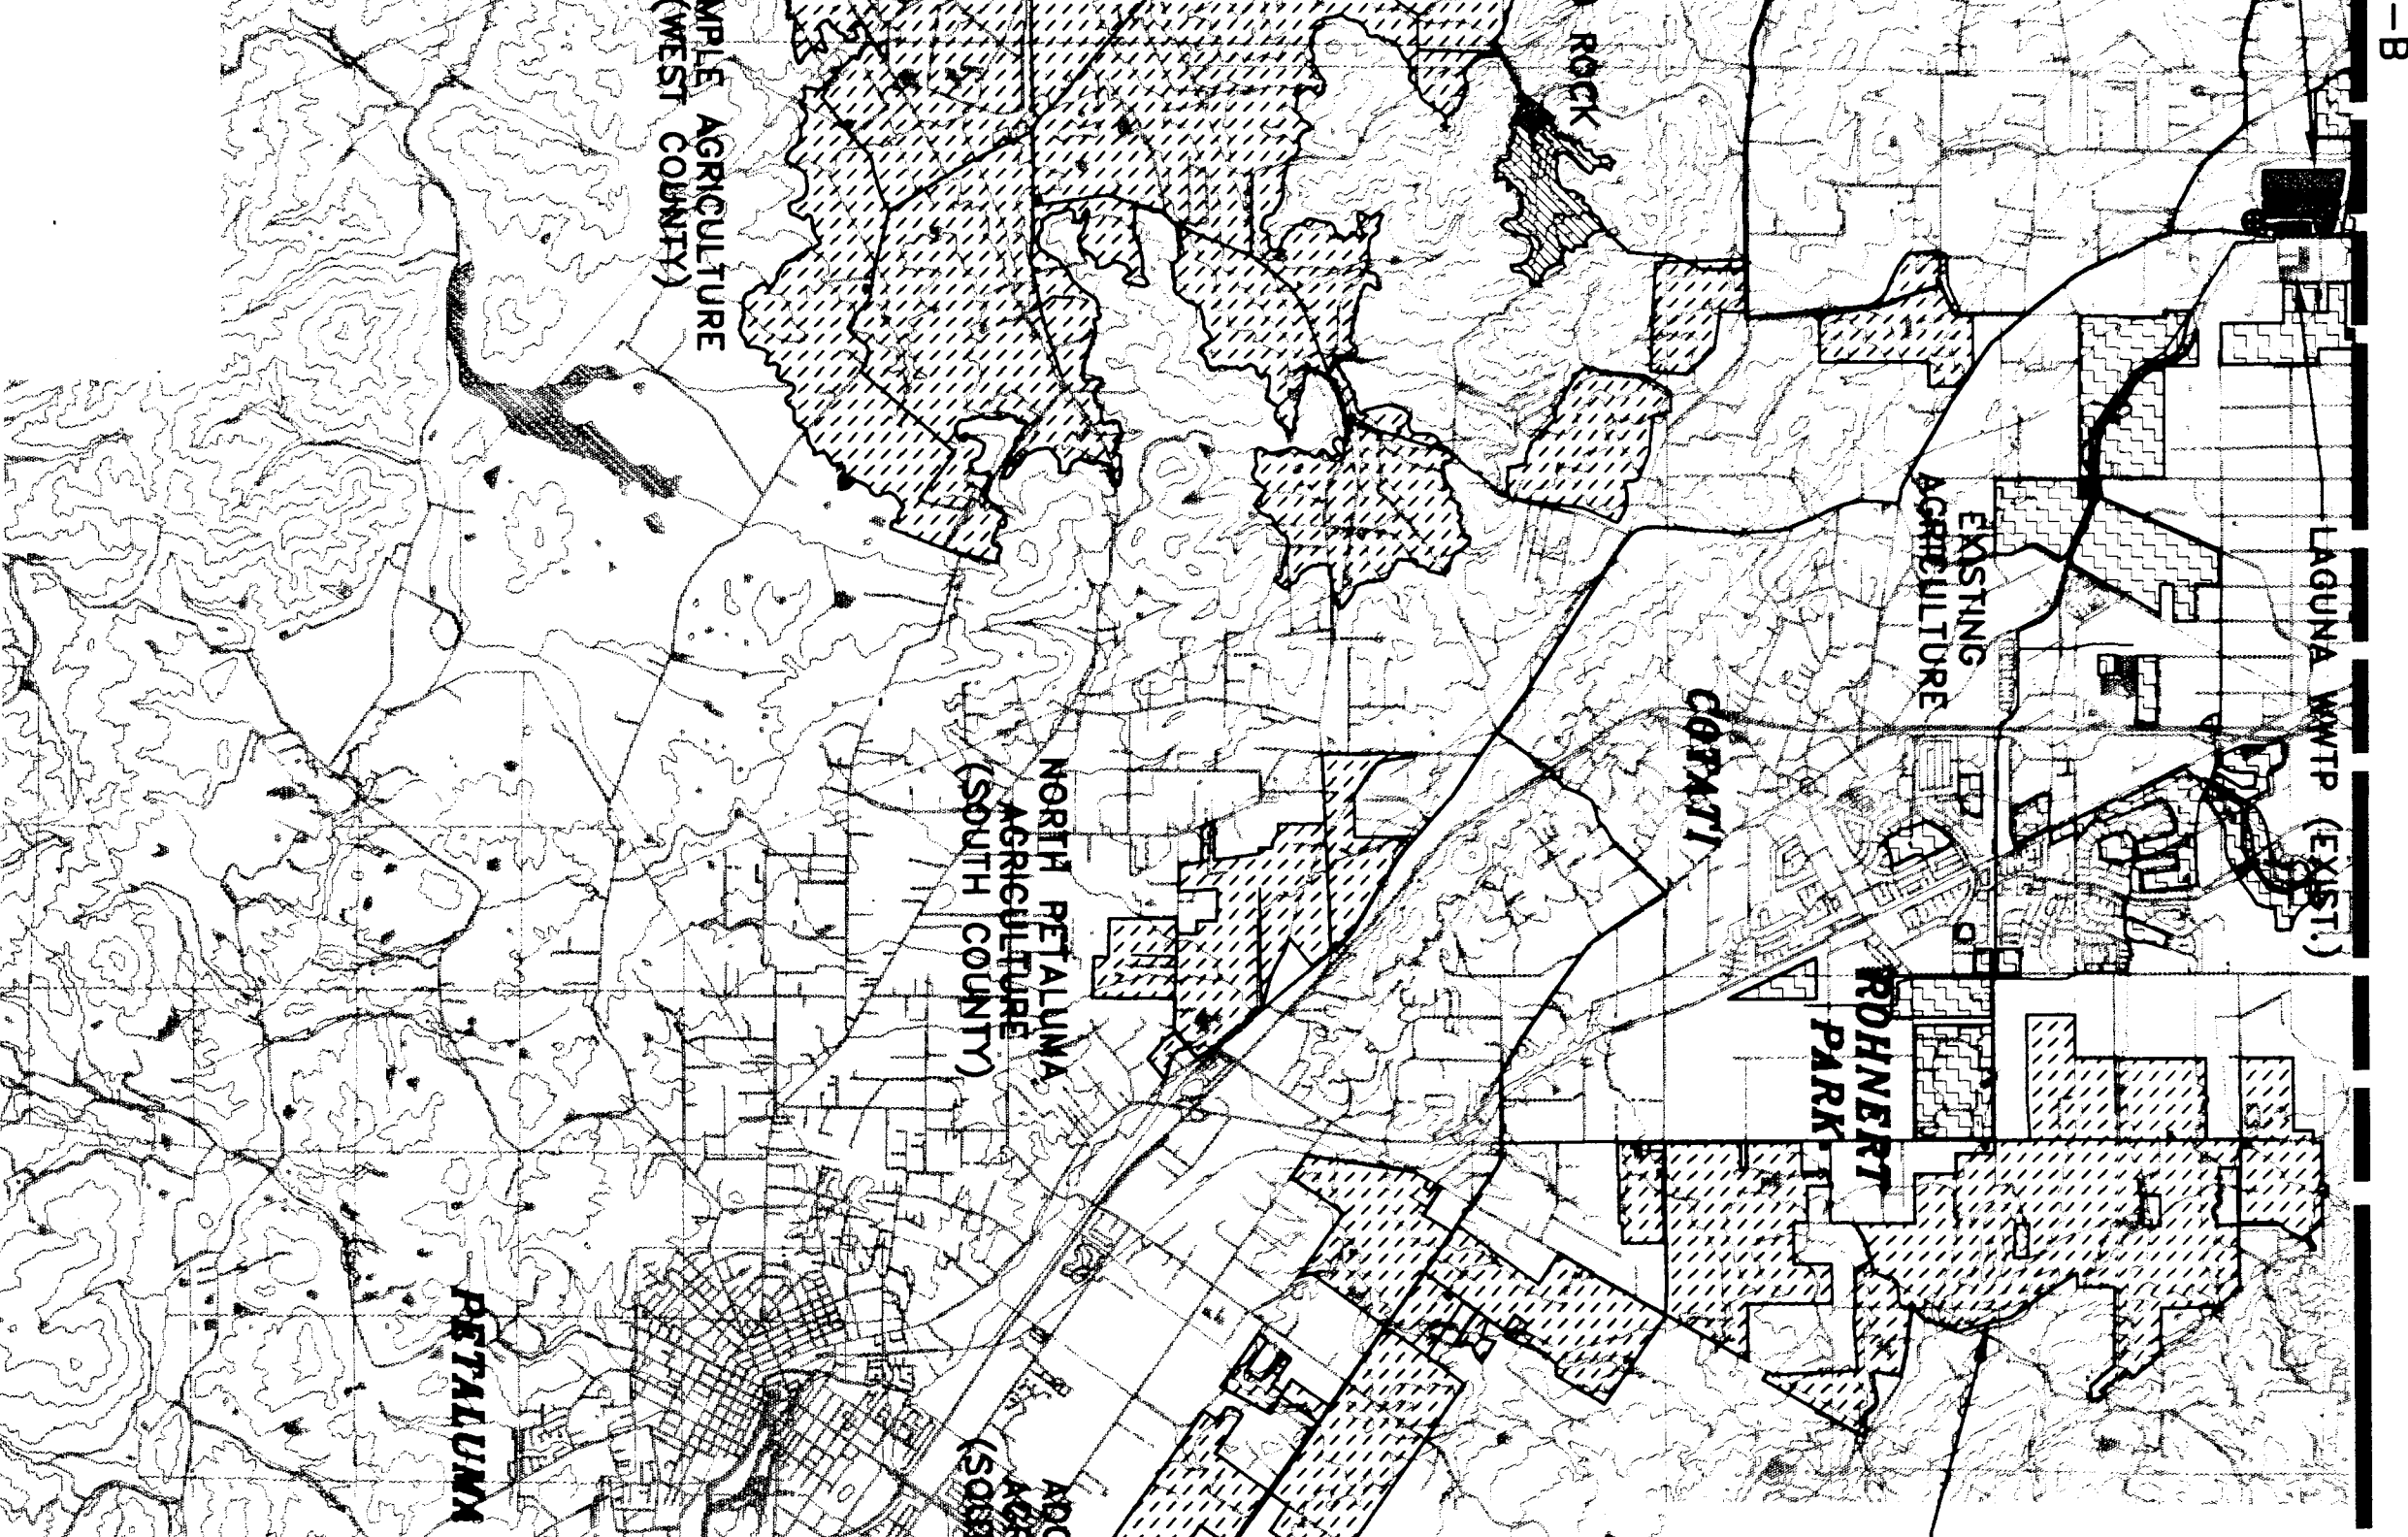 -B
LAGUNA WWTP (EXIST.)
EXISTING
AGRICULTURE
ROCK
COTATI
ROHNERT
PARK
NORTH PETALUMA
AGRICULTURE
(SOUTH COUNTY)
MPLE AGRICULTURE
(WEST COUNTY)
PETALUMA